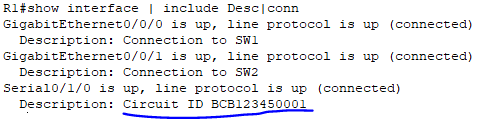 R1#show interface | include Desc|conn
GigabitEthernet0/0/0 is up, line protocol is up (connected)
Description: Connection to SW1
GigabitEthernet0/0/1 is up, line protocol is up (connected)
Description: Connection to SW2
Serial0/1/0 is up, line protocol is up (connected)
Description: Circuit ID BCB123450001